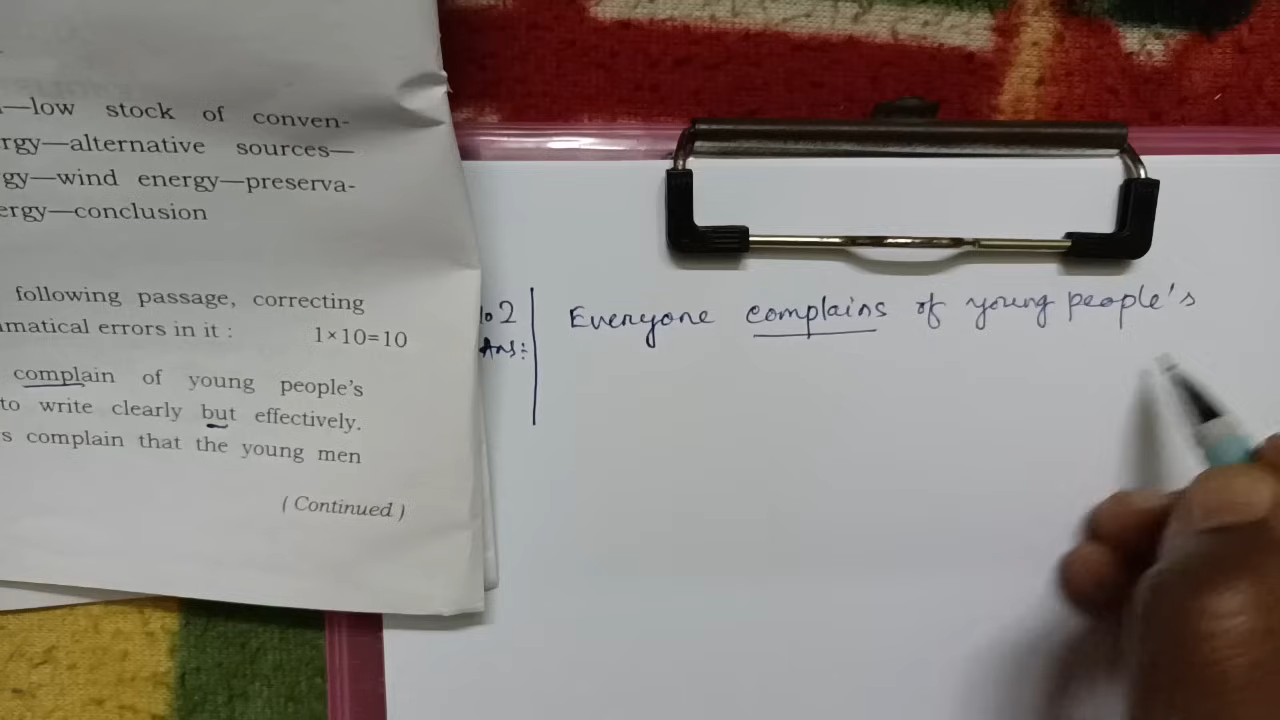 —low stock of conven-
rgy—alternative sources—
gy—wind energy—preserva-
ergy—conclusion
following passage, correcting
matical errors in it : 1×10=10
complain of young people's
to write clearly but effectively.
s complain that the young men
( Continued )
2
Ans:
Everyone complains of young people's